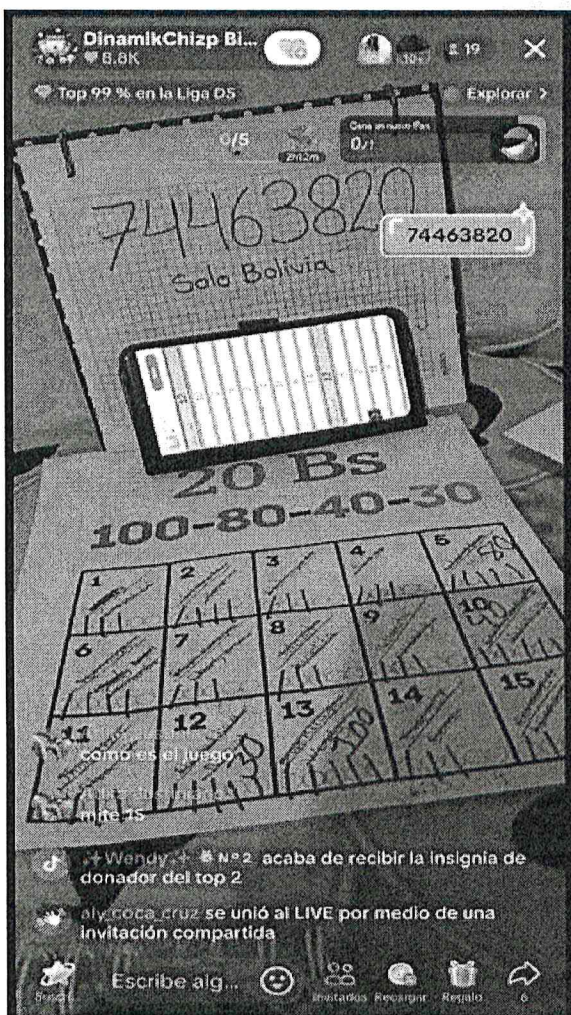 DinamikChizp Bi...
8.8K
19
Top 99 % en la Liga D5
Explorar >
0/5
2h12m
0/1
74463820
74463820
Solo Bolivia
20 Bs
100-80-40-30
1 2 3 4 5 80
6 7 8 9 10
11 12 30 13 100 14 15
como es el juego
mite 15
Wendy Nº2 acaba de recibir la insignia de
donador del top 2
aly_coca_cruz se unió al LIVE por medio de una
invitación compartida
Escribe alg...
Invitados Recargar Regalo 6